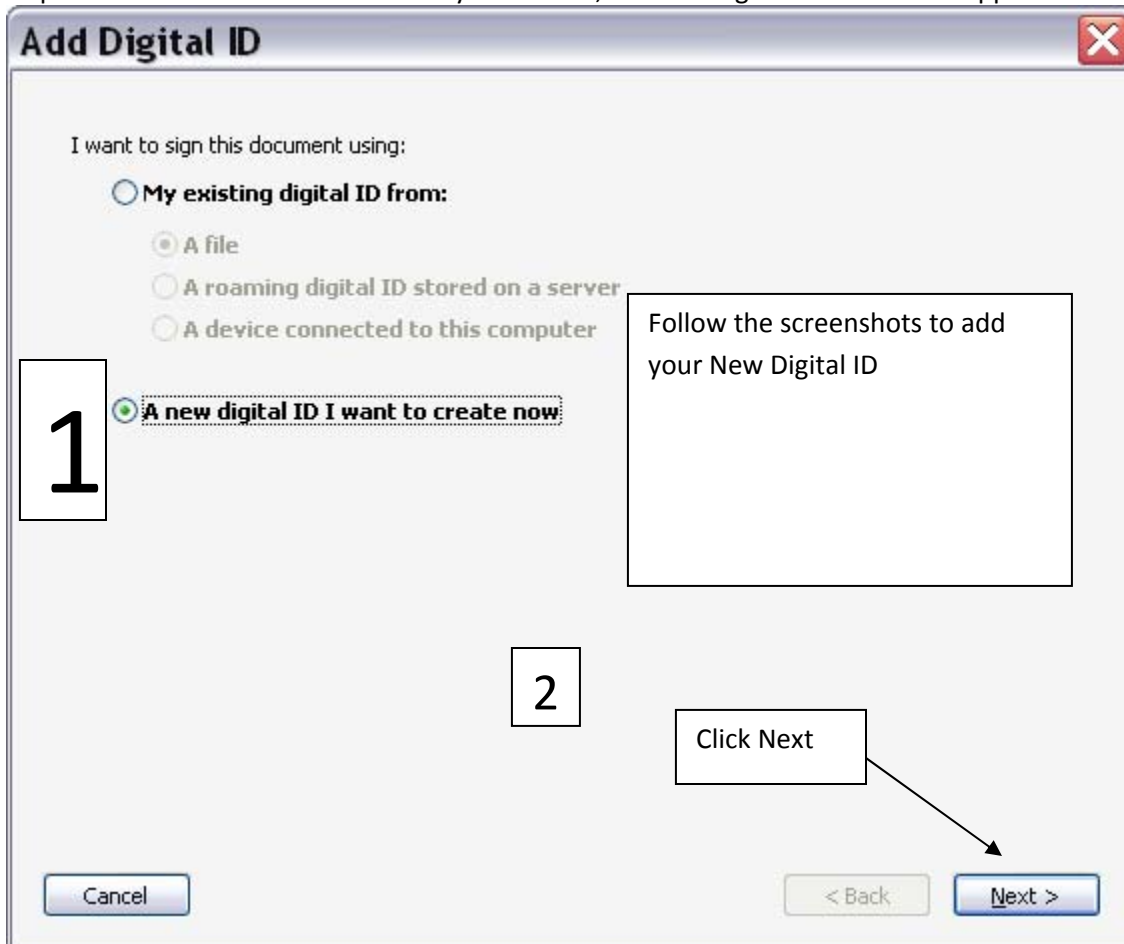 Add Digital ID
I want to sign this document using:
My existing digital ID from:
A file
A roaming digital ID stored on a server
A device connected to this computer
Follow the screenshots to add
your New Digital ID
1
A new digital ID I want to create now
2
Click Next
Cancel
< Back
Next >